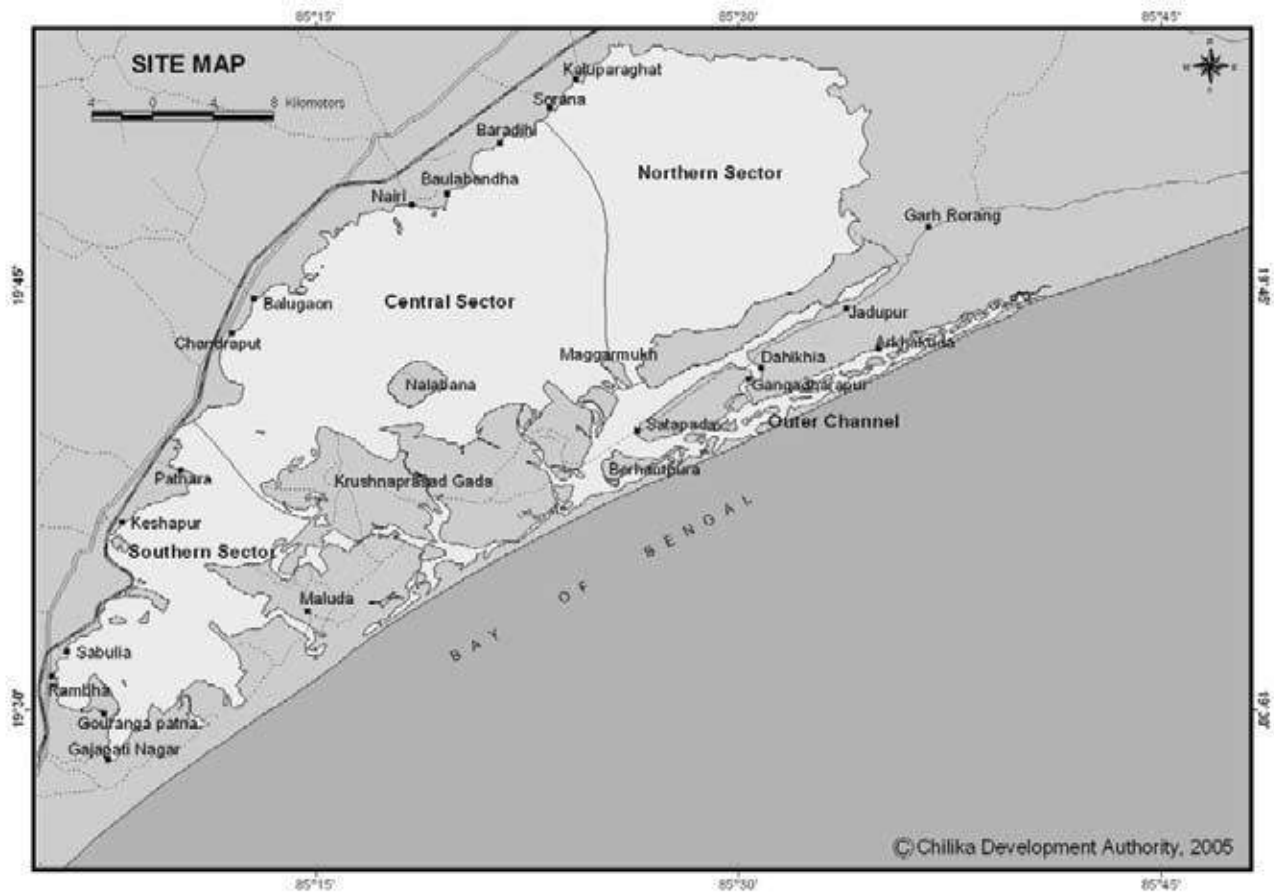 85°15'
85°30'
85°45'
SITE MAP
4 0 4 8 Kilometers
Kaluparaghat
Sorana
Baradihi
Northern Sector
Baulabandha
Nairi
Garh Rorang
19°45'
19°45'
Balugaon
Central Sector
Jadupur
Chandraput
Arkhakuda
Maggarmukh
Dahikhia
Nalabana
Gangadharapur
Satapada
Outer Channel
Berhampura
Pathara
Krushnaprasad Gada
Keshapur
Southern Sector
BAY OF BENGAL
Maluda
Sabulia
Rambha
19°30'
19°30'
Gouranga patna
Gajapati Nagar
© Chilika Development Authority, 2005
85°15'
85°30'
85°45'